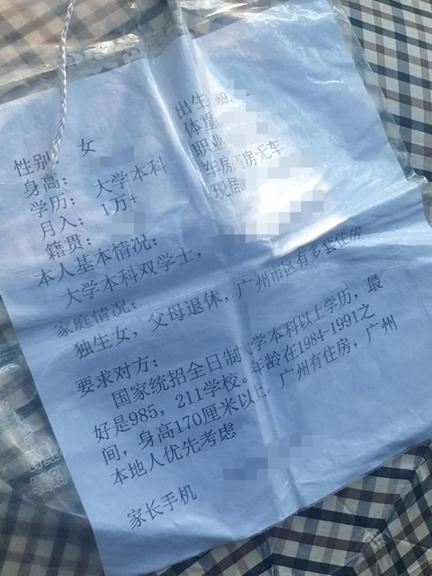 性别：女 出生：89.
身高： 体重
学历：大学本科 职业
月入：1万+ 车房：有房无车
籍贯： 现居
本人基本情况：
大学本科双学士，
家庭情况：
独生女，父母退休，广州市区有多套住房
要求对方：
国家统招全日制大学本科以上学历，最
好是985，211学校。年龄在1984-1991之
间，身高170厘米以上。广州有住房，广州
本地人优先考虑
家长手机